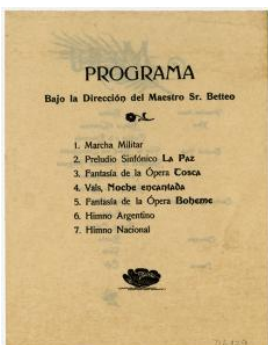 PROGRAMA
Bajo la Dirección del Maestro Sr. Betteo
1. Marcha Militar
2. Preludio Sinfónico La Paz
3. Fantasía de la Ópera Tosca
4. Vals, Noche encantada
5. Fantasía de la Ópera Boheme
6. Himno Argentino
7. Himno Nacional